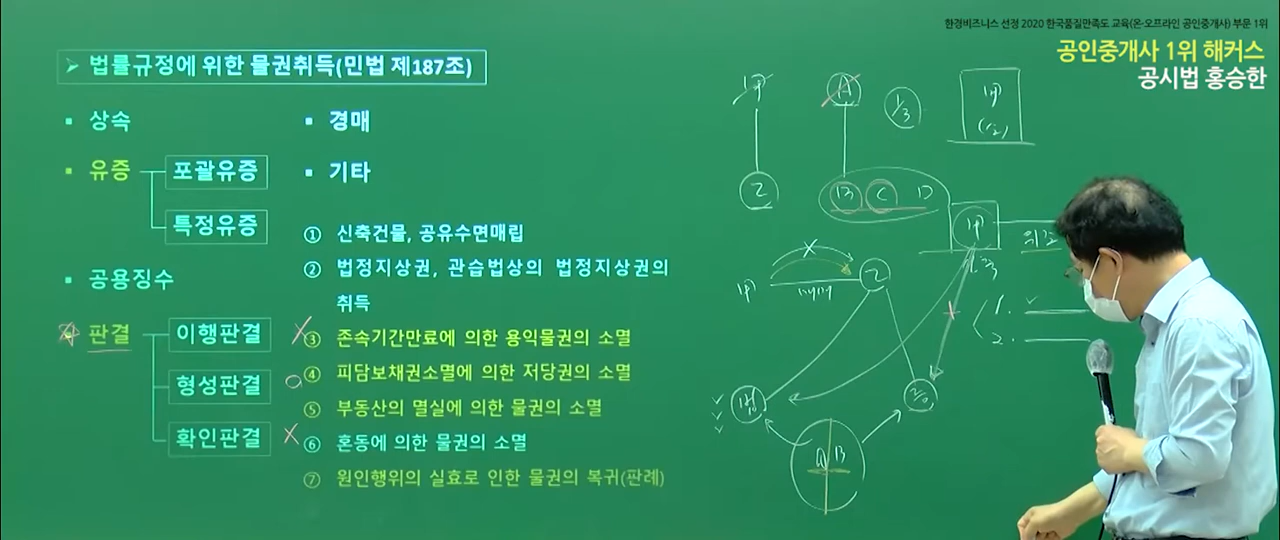 한경비즈니스 선정 2020 한국품질만족도 교육(온·오프라인 공인중개사) 부문 1위
공인중개사 1위 해커스
공시법 홍승한
➢ 법률규정에 위한 물권취득(민법 제187조)
▪ 상속
▪ 경매
▪ 유증
포괄유증
▪ 기타
특정유증
① 신축건물, 공유수면매립
② 법정지상권, 관습법상의 법정지상권의
취득
▪ 공용징수
판결
이행판결
③ 존속기간만료에 의한 용익물권의 소멸
형성판결
④ 피담보채권소멸에 의한 저당권의 소멸
⑤ 부동산의 멸실에 의한 물권의 소멸
확인판결
⑥ 혼동에 의한 물권의 소멸
⑦ 원인행위의 실효로 인한 물권의 복귀(판례)
A
1/3
B C D
1.
2.
A B